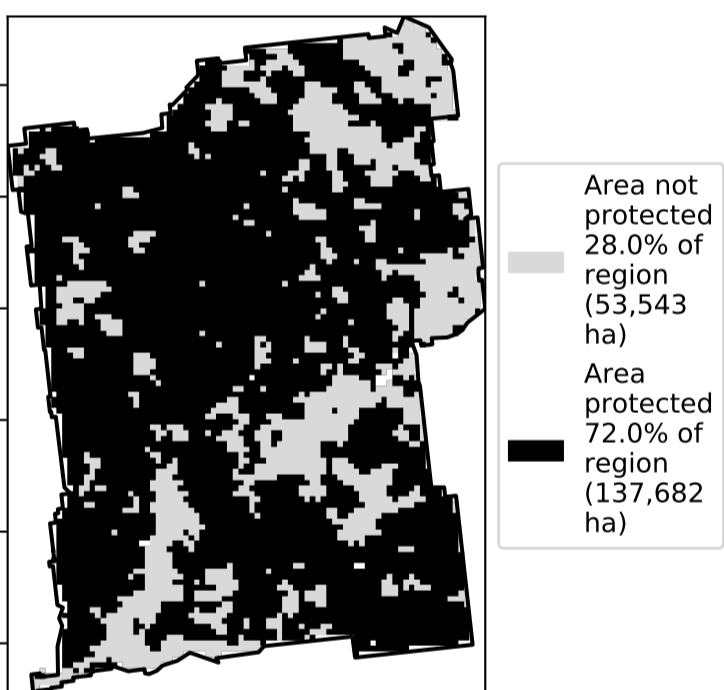 Area not
protected
28.0% of
region
(53,543
ha)
Area
protected
72.0% of
region
(137,682
ha)